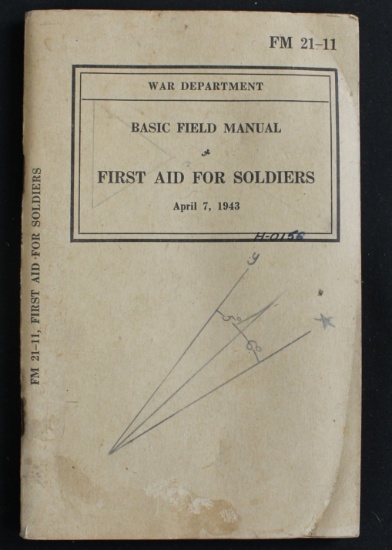 FM 21-11
WAR DEPARTMENT
BASIC FIELD MANUAL
FIRST AID FOR SOLDIERS
April 7, 1943
H-0156
y
FM 21-11, FIRST AID FOR SOLDIERS